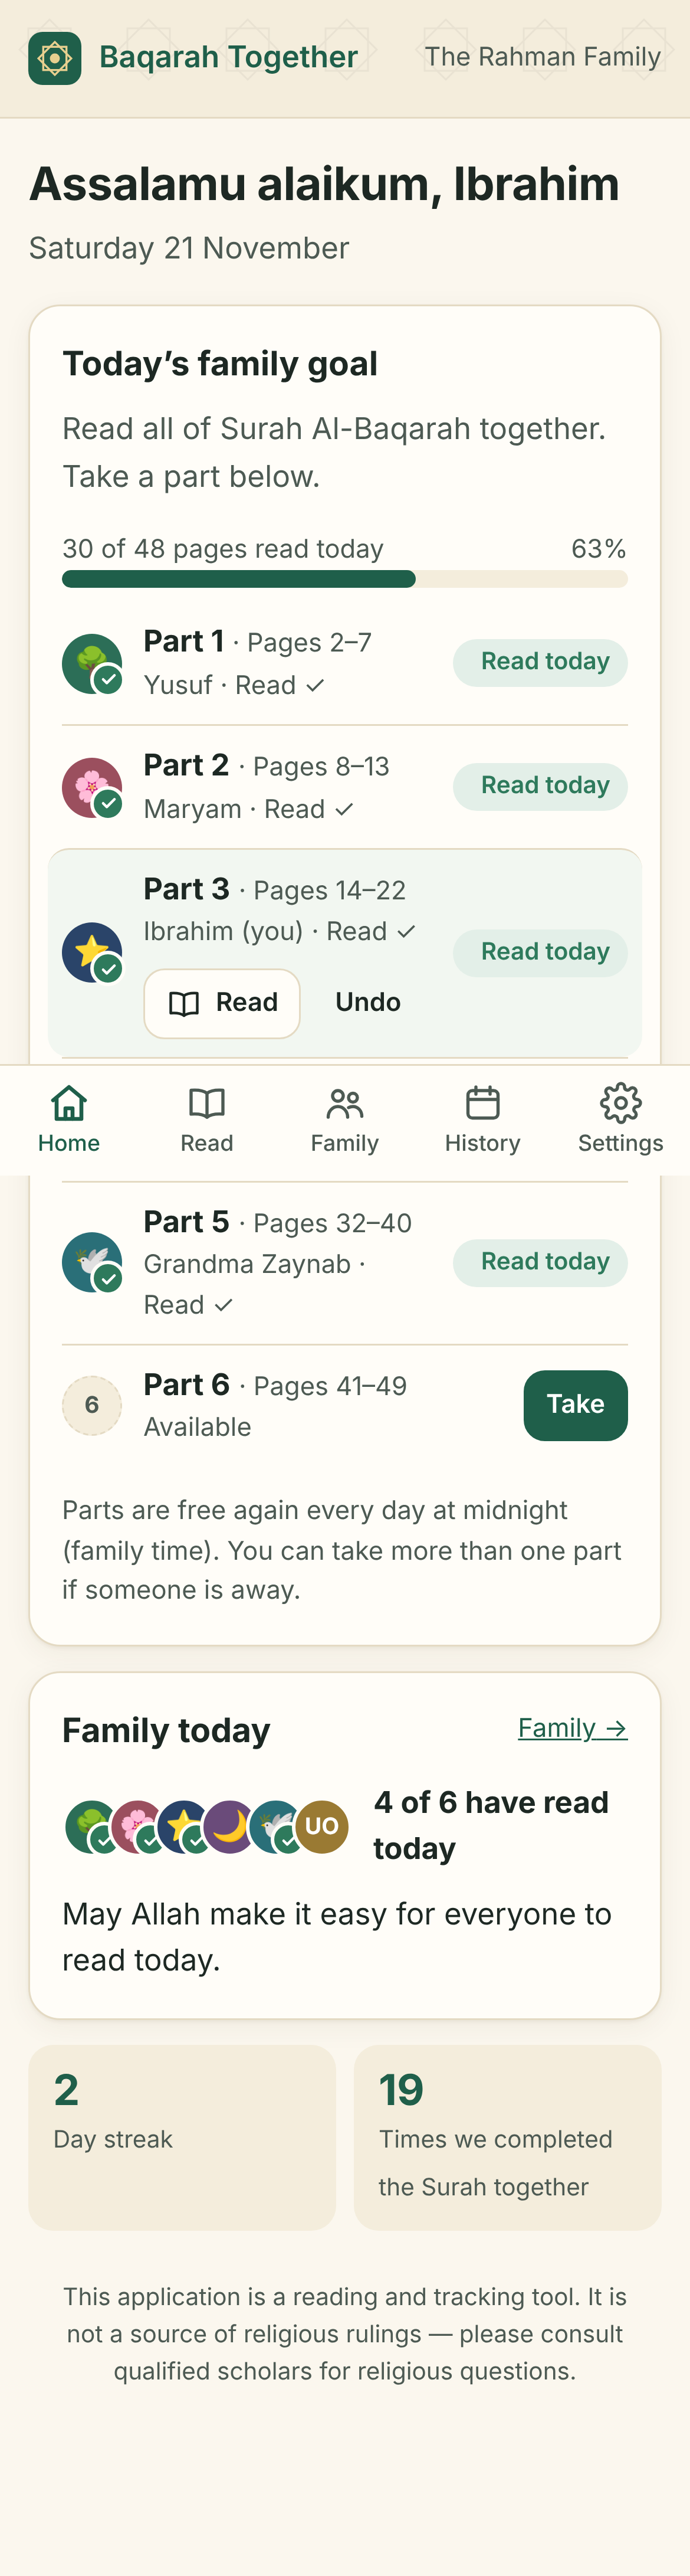 Baqarah Together
The Rahman Family
Assalamu alaikum, Ibrahim
Saturday 21 November
Today’s family goal
Read all of Surah Al-Baqarah together.
Take a part below.
30 of 48 pages read today
63%
Part 1 · Pages 2–7
Yusuf · Read ✓
Read today
Part 2 · Pages 8–13
Maryam · Read ✓
Read today
Part 3 · Pages 14–22
Ibrahim (you) · Read ✓
Read today
Read
Undo
Home
Read
Family
History
Settings
Part 5 · Pages 32–40
Grandma Zaynab ·
Read ✓
Read today
6
Part 6 · Pages 41–49
Available
Take
Parts are free again every day at midnight
(family time). You can take more than one part
if someone is away.
Family today
Family →
UO
4 of 6 have read
today
May Allah make it easy for everyone to
read today.
2
Day streak
19
Times we completed
the Surah together
This application is a reading and tracking tool. It is
not a source of religious rulings — please consult
qualified scholars for religious questions.